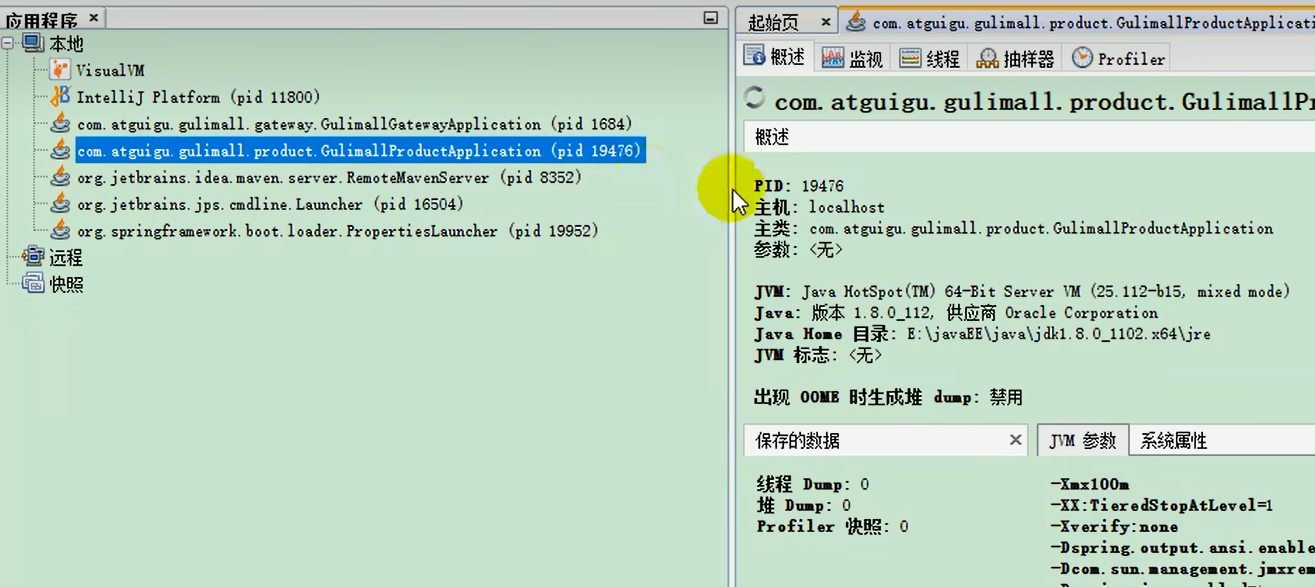 应用程序 ×
本地
VisualVM
IntelliJ Platform (pid 11800)
com.atguigu.gulimall.gateway.GulimallGatewayApplication (pid 1684)
com.atguigu.gulimall.product.GulimallProductApplication (pid 19476)
org.jetbrains.idea.maven.server.RemoteMavenServer (pid 8352)
org.jetbrains.jps.cmdline.Launcher (pid 16504)
org.springframework.boot.loader.PropertiesLauncher (pid 19952)
远程
快照
起始页 × com.atguigu.gulimall.product.GulimallProductApplicati
概述 监视 线程 抽样器 Profiler
com.atguigu.gulimall.product.GulimallP
概述
PID: 19476
主机: localhost
主类: com.atguigu.gulimall.product.GulimallProductApplication
参数: <无>
JVM: Java HotSpot(TM) 64-Bit Server VM (25.112-b15, mixed mode)
Java: 版本 1.8.0_112, 供应商 Oracle Corporation
Java Home 目录: E:\javaEE\java\jdk1.8.0_1102.x64\jre
JVM 标志: <无>
出现 OOME 时生成堆 dump: 禁用
保存的数据 × JVM 参数 系统属性
线程 Dump: 0
堆 Dump: 0
Profiler 快照: 0
-Xmx100m
-XX:TieredStopAtLevel=1
-Xverify:none
-Dspring.output.ansi.enable
-Dcom.sun.management.jmxrem